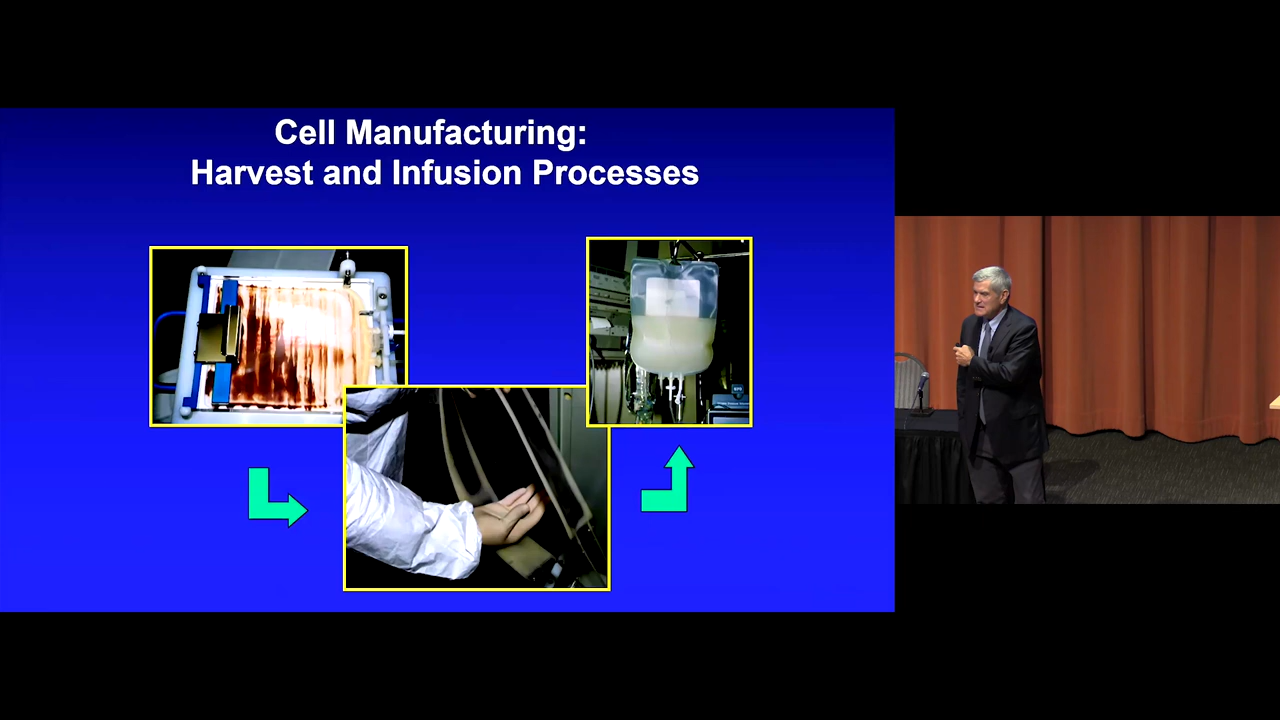 Cell Manufacturing:
Harvest and Infusion Processes